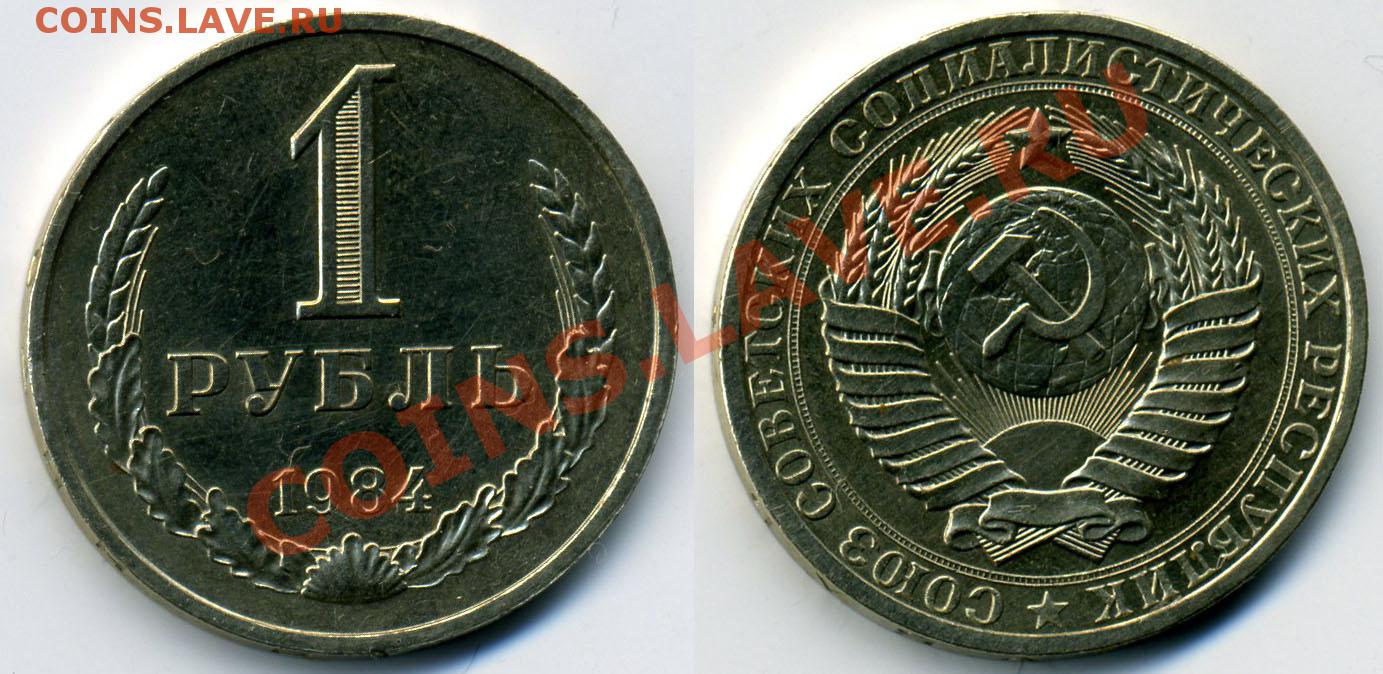 COINS.LAVE.RU
1
РУБЛЬ
1984
СОЮЗ СОВЕТСКИХ СОЦИАЛИСТИЧЕСКИХ РЕСПУБЛИК
COINS.LAVE.RU